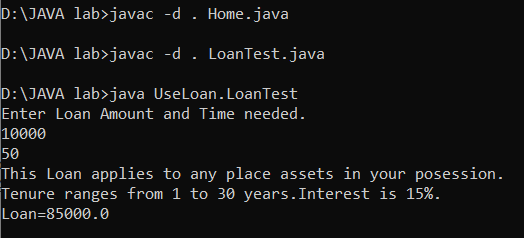 D:\JAVA lab>javac -d . Home.java
D:\JAVA lab>javac -d . LoanTest.java
D:\JAVA lab>java UseLoan.LoanTest
Enter Loan Amount and Time needed.
10000
50
This Loan applies to any place assets in your posession.
Tenure ranges from 1 to 30 years.Interest is 15%.
Loan=85000.0